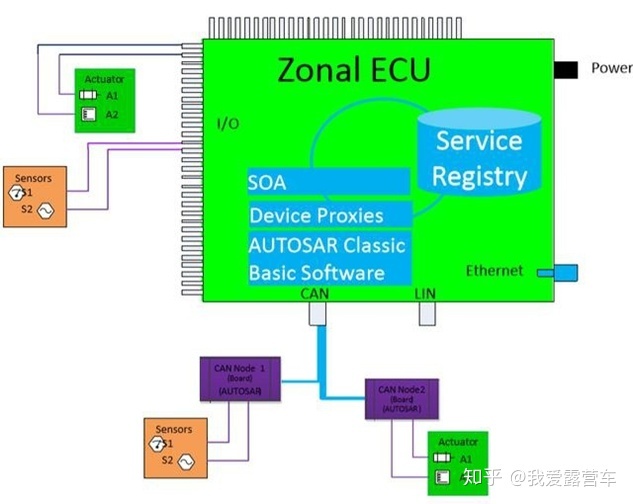 Zonal ECU
Power
Actuator
A1
A2
I/O
Service
Registry
Sensors
S1
S2
SOA
Device Proxies
AUTOSAR Classic
Basic Software
Ethernet
CAN
LIN
CAN Node 1
(Board)
(AUTOSAR)
CAN Node2
(Board)
(AUTOSAR)
Sensors
S1
S2
Actuator
A1
知乎 @我爱露营车